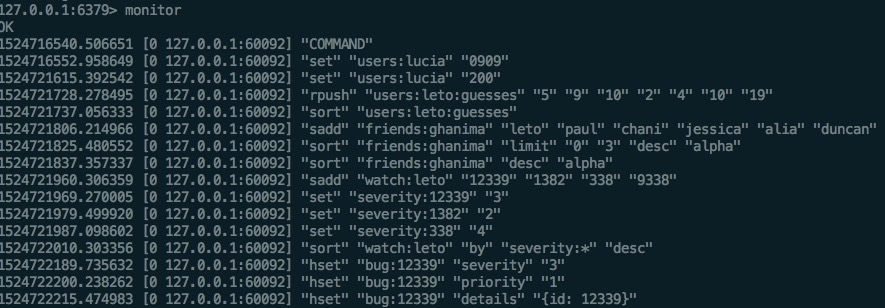 127.0.0.1:6379> monitor
OK
1524716540.506651 [0 127.0.0.1:60092] "COMMAND"
1524716552.958649 [0 127.0.0.1:60092] "set" "users:lucia" "0909"
1524721615.392542 [0 127.0.0.1:60092] "set" "users:lucia" "200"
1524721728.278495 [0 127.0.0.1:60092] "rpush" "users:leto:guesses" "5" "9" "10" "2" "4" "10" "19"
1524721737.056333 [0 127.0.0.1:60092] "sort" "users:leto:guesses"
1524721806.214966 [0 127.0.0.1:60092] "sadd" "friends:ghanima" "leto" "paul" "chani" "jessica" "alia" "duncan"
1524721825.480552 [0 127.0.0.1:60092] "sort" "friends:ghanima" "limit" "0" "3" "desc" "alpha"
1524721837.357337 [0 127.0.0.1:60092] "sort" "friends:ghanima" "desc" "alpha"
1524721960.306359 [0 127.0.0.1:60092] "sadd" "watch:leto" "12339" "1382" "338" "9338"
1524721969.270005 [0 127.0.0.1:60092] "set" "severity:12339" "3"
1524721979.499920 [0 127.0.0.1:60092] "set" "severity:1382" "2"
1524721987.098602 [0 127.0.0.1:60092] "set" "severity:338" "4"
1524722010.303356 [0 127.0.0.1:60092] "sort" "watch:leto" "by" "severity:*" "desc"
1524722189.735632 [0 127.0.0.1:60092] "hset" "bug:12339" "severity" "3"
1524722200.238262 [0 127.0.0.1:60092] "hset" "bug:12339" "priority" "1"
1524722215.474983 [0 127.0.0.1:60092] "hset" "bug:12339" "details" "{id: 12339}"